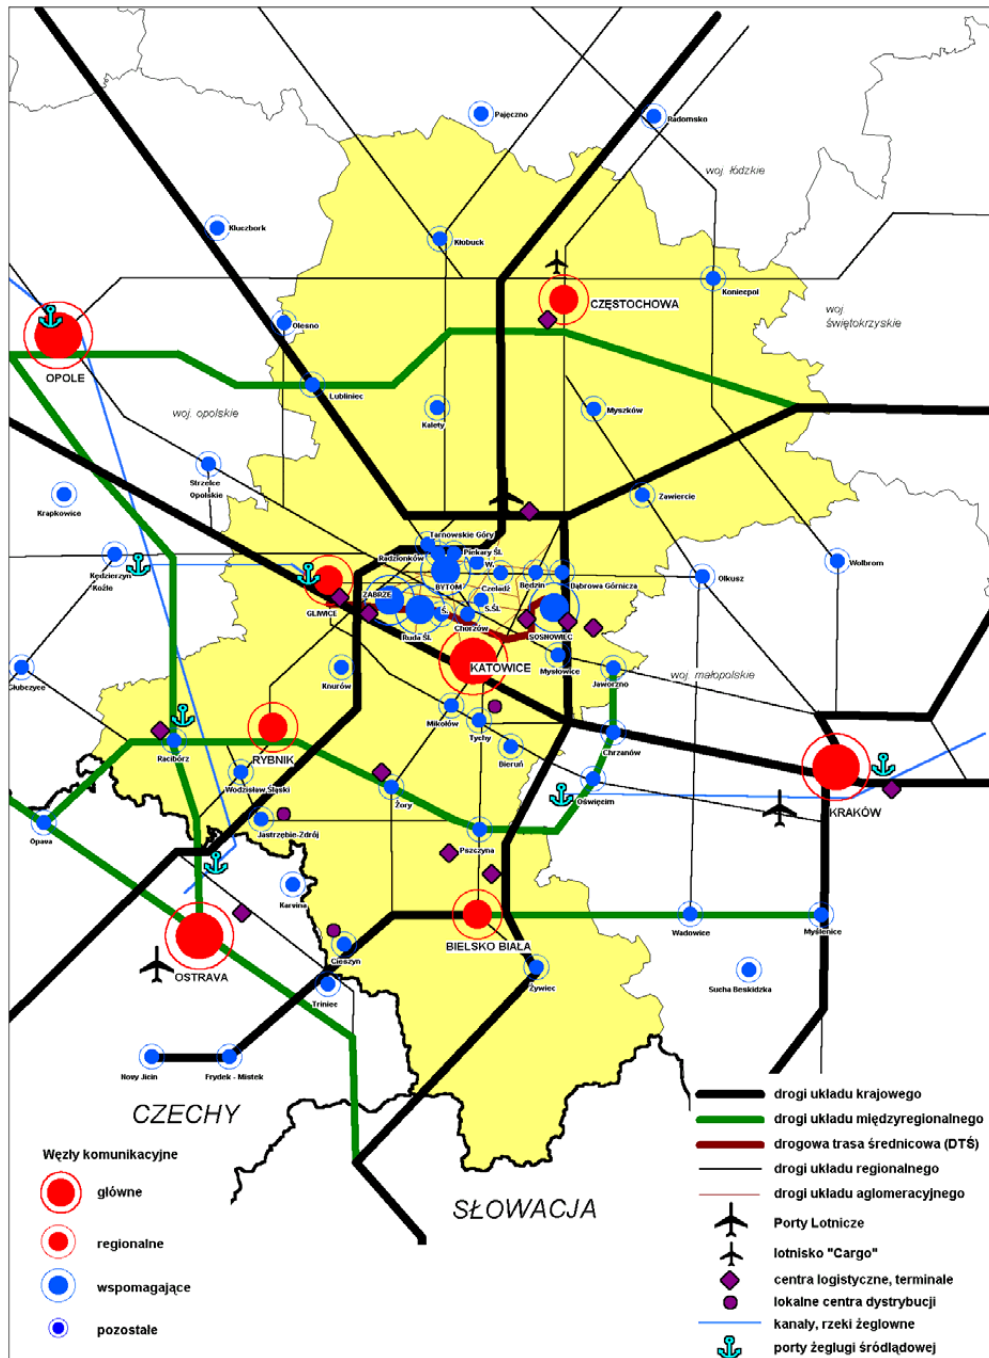 Pajęczno
Radomsko
woj. łódzkie
Kluczbork
Kłobuck
Koniecpol
CZĘSTOCHOWA
woj
świętokrzyskie
Olesno
OPOLE
Lubliniec
woj. opolskie
Kalety
Myszków
Strzelce
Opolskie
Krapkowice
Zawiercie
Tarnowskie Góry
Radzionków
Piekary Śl.
W.
Wolbrom
Kędzierzyn
Koźle
BYTOM
Będzin
Dąbrowa Górnicza
Olkusz
Czeladź
ZABRZE
GLIWICE
S.Śl.
Ś.
Chorzów
Ruda Śl.
SOSNOWIEC
Głubczyce
Knurów
KATOWICE
Mysłowice
Jaworzno
woj. małopolskie
Mikołów
Tychy
Chrzanów
Racibórz
RYBNIK
Bieruń
Wodzisław Śląski
Żory
Oświęcim
KRAKÓW
Opava
Jastrzębie-Zdrój
Pszczyna
Karvina
BIELSKO BIAŁA
Wadowice
Myślenice
OSTRAVA
Cieszyn
Żywiec
Sucha Beskidzka
Triniec
Novy Jicin
Frydek - Mistek
CZECHY
SŁOWACJA
Węzły komunikacyjne
główne
regionalne
wspomagające
pozostałe
drogi układu krajowego
drogi układu międzyregionalnego
drogowa trasa średnicowa (DTŚ)
drogi układu regionalnego
drogi układu aglomeracyjnego
Porty Lotnicze
lotnisko "Cargo"
centra logistyczne, terminale
lokalne centra dystrybucji
kanały, rzeki żeglowne
porty żeglugi śródlądowej